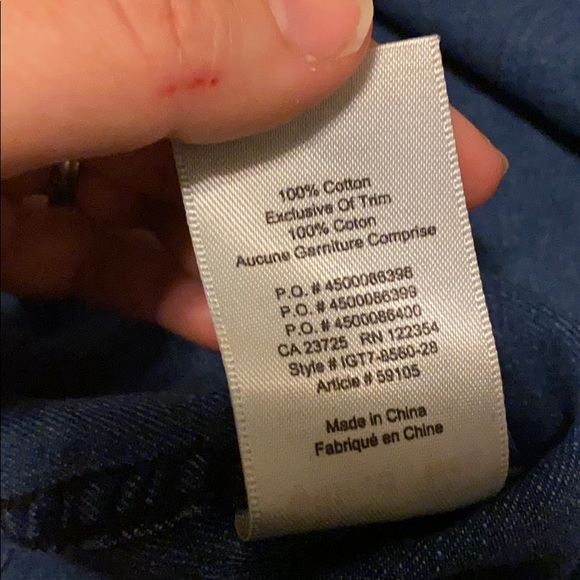 100% Cotton
Exclusive Of Trim
100% Coton
Aucune Garniture Comprise
P.O. # 4500086398
P.O. # 4500086399
P.O. # 4500086400
CA 23725 RN 122354
Style # IGT7-8560-28
Article # 59105
Made in China
Fabriqué en Chine